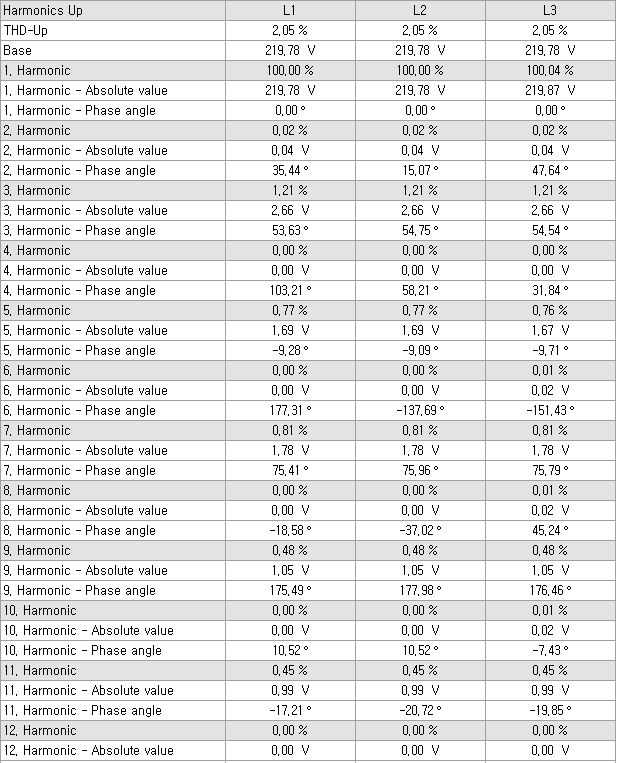 Harmonics Up L1 L2 L3
THD-Up 2,05 % 2,05 % 2,05 %
Base 219,78 V 219,78 V 219,78 V
1, Harmonic 100,00 % 100,00 % 100,04 %
1, Harmonic - Absolute value 219,78 V 219,78 V 219,87 V
1, Harmonic - Phase angle 0,00 ° 0,00 ° 0,00 °
2, Harmonic 0,02 % 0,02 % 0,02 %
2, Harmonic - Absolute value 0,04 V 0,04 V 0,04 V
2, Harmonic - Phase angle 35,44 ° 15,07 ° 47,64 °
3, Harmonic 1,21 % 1,21 % 1,21 %
3, Harmonic - Absolute value 2,66 V 2,66 V 2,66 V
3, Harmonic - Phase angle 53,63 ° 54,75 ° 54,54 °
4, Harmonic 0,00 % 0,00 % 0,00 %
4, Harmonic - Absolute value 0,00 V 0,00 V 0,00 V
4, Harmonic - Phase angle 103,21 ° 58,21 ° 31,84 °
5, Harmonic 0,77 % 0,77 % 0,76 %
5, Harmonic - Absolute value 1,69 V 1,69 V 1,67 V
5, Harmonic - Phase angle -9,28 ° -9,09 ° -9,71 °
6, Harmonic 0,00 % 0,00 % 0,01 %
6, Harmonic - Absolute value 0,00 V 0,00 V 0,02 V
6, Harmonic - Phase angle 177,31 ° -137,69 ° -151,43 °
7, Harmonic 0,81 % 0,81 % 0,81 %
7, Harmonic - Absolute value 1,78 V 1,78 V 1,78 V
7, Harmonic - Phase angle 75,41 ° 75,96 ° 75,79 °
8, Harmonic 0,00 % 0,00 % 0,01 %
8, Harmonic - Absolute value 0,00 V 0,00 V 0,02 V
8, Harmonic - Phase angle -18,58 ° -37,02 ° 45,24 °
9, Harmonic 0,48 % 0,48 % 0,48 %
9, Harmonic - Absolute value 1,05 V 1,05 V 1,05 V
9, Harmonic - Phase angle 175,49 ° 177,98 ° 176,46 °
10, Harmonic 0,00 % 0,00 % 0,01 %
10, Harmonic - Absolute value 0,00 V 0,00 V 0,02 V
10, Harmonic - Phase angle 10,52 ° 10,52 ° -7,43 °
11, Harmonic 0,45 % 0,45 % 0,45 %
11, Harmonic - Absolute value 0,99 V 0,99 V 0,99 V
11, Harmonic - Phase angle -17,21 ° -20,72 ° -19,85 °
12, Harmonic 0,00 % 0,00 % 0,00 %
12, Harmonic - Absolute value 0,00 V 0,00 V 0,00 V